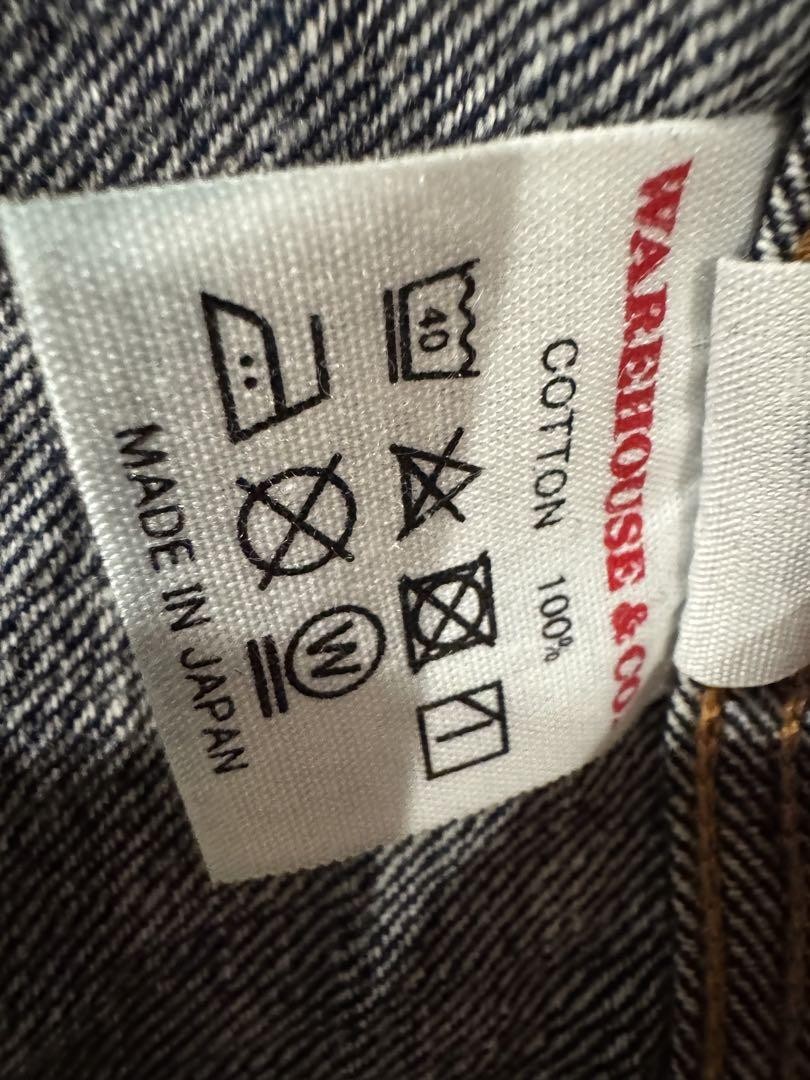 WAREHOUSE & CO.
COTTON 100%
40
W
MADE IN JAPAN